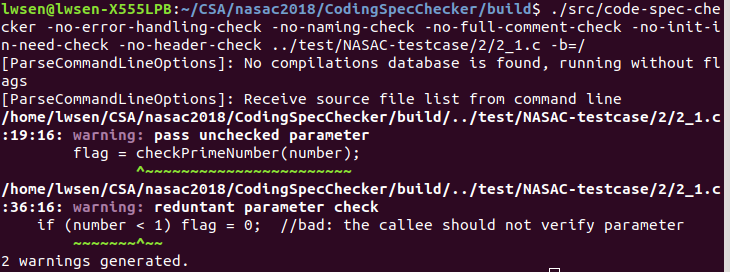 lwsen@lwsen-X555LPB:~/CSA/nasac2018/CodingSpecChecker/build$ ./src/code-spec-che
cker -no-error-handling-check -no-naming-check -no-full-comment-check -no-init-i
n-need-check -no-header-check ../test/NASAC-testcase/2/2_1.c -b=/
[ParseCommandLineOptions]: No compilations database is found, running without fl
ags
[ParseCommandLineOptions]: Receive source file list from command line
/home/lwsen/CSA/nasac2018/CodingSpecChecker/build/../test/NASAC-testcase/2/2_1.c
:19:16: warning: pass unchecked parameter
        flag = checkPrimeNumber(number);
               ^~~~~~~~~~~~~~~~~~~~~~~~
/home/lwsen/CSA/nasac2018/CodingSpecChecker/build/../test/NASAC-testcase/2/2_1.c
:36:16: warning: reduntant parameter check
    if (number < 1) flag = 0;  //bad: the callee should not verify parameter
        ~~~~~~~^~~
2 warnings generated.